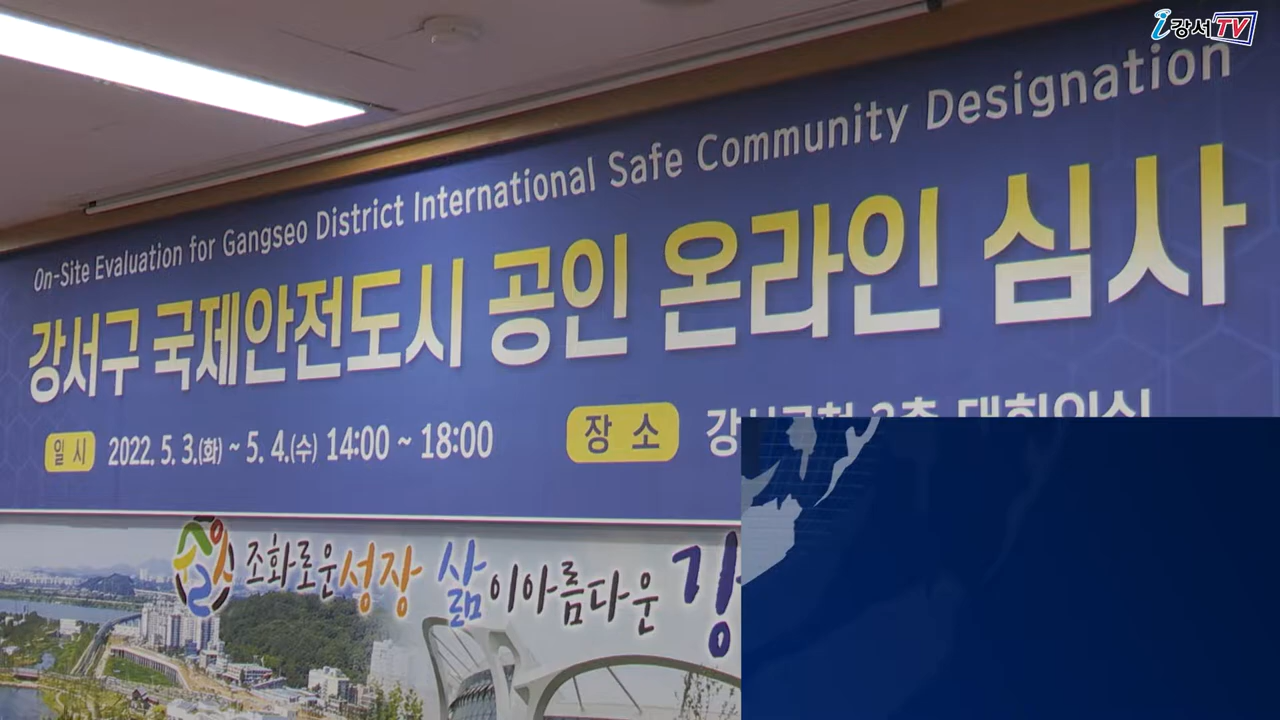 i강서TV
On-Site Evaluation for Gangseo District International Safe Community Designation
강서구 국제안전도시 공인 온라인 심사
일시 2022. 5. 3.(화) ~ 5. 4.(수) 14:00 ~ 18:00
장소
조화로운 성장 삶이 아름다운 강